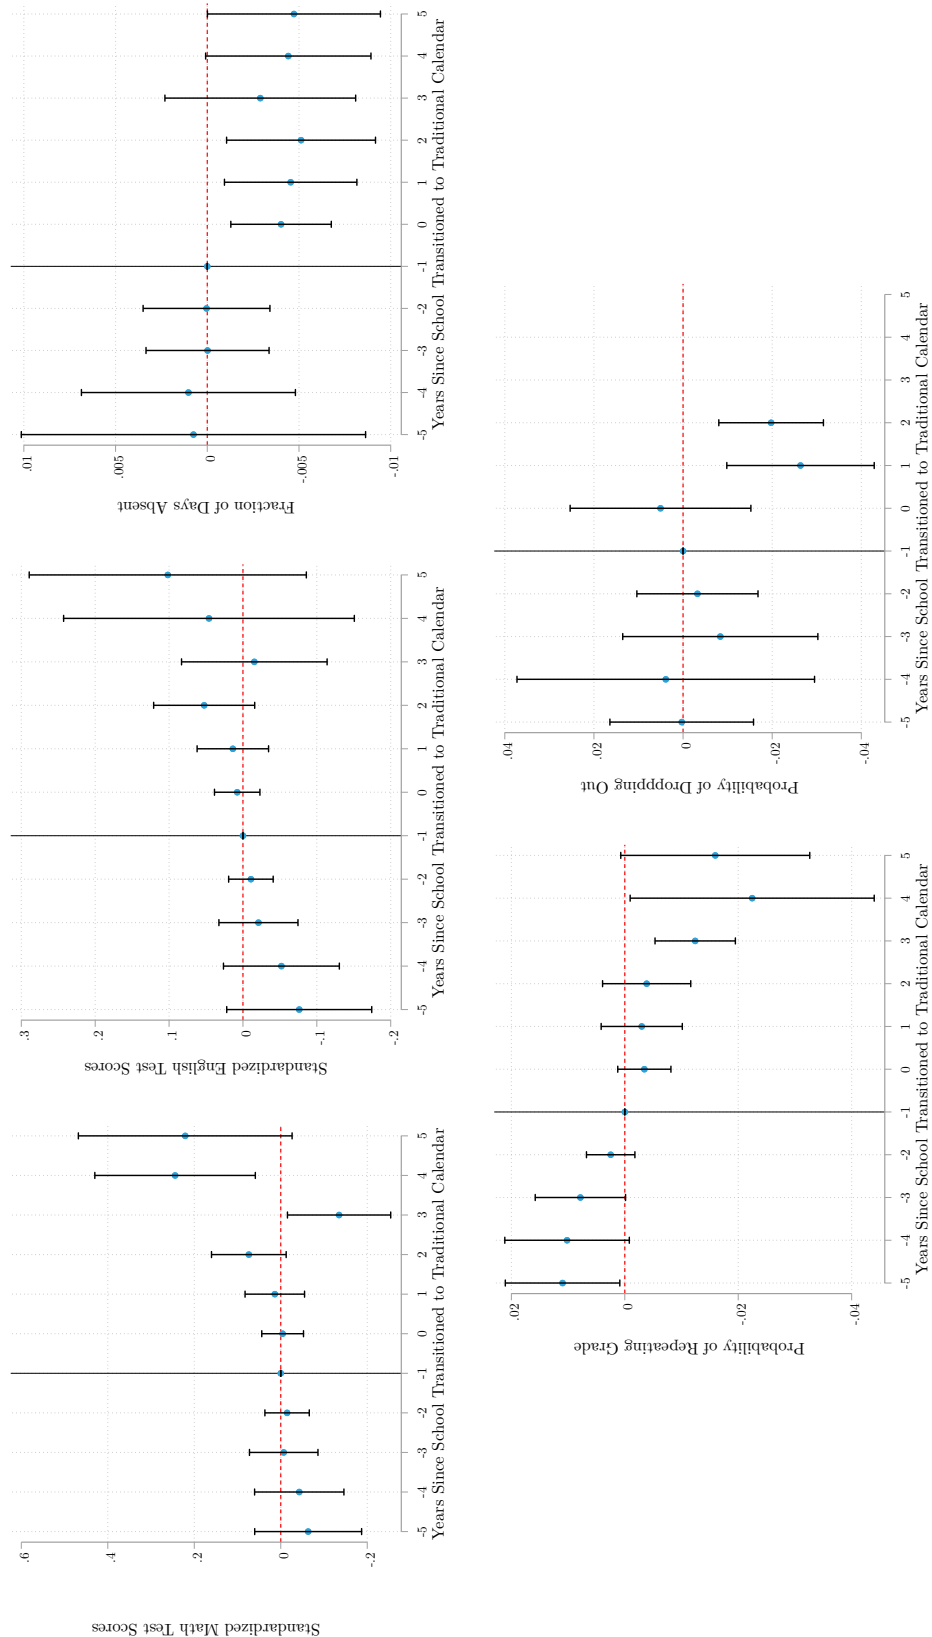 Standardized Math Test Scores
.6
.4
.2
0
-.2
-5 -4 -3 -2 -1 0 1 2 3 4 5
Years Since School Transitioned to Traditional Calendar
Standardized English Test Scores
.3
.2
.1
0
-.1
-.2
-5 -4 -3 -2 -1 0 1 2 3 4 5
Years Since School Transitioned to Traditional Calendar
Fraction of Days Absent
.01
.005
0
-.005
-.01
-5 -4 -3 -2 -1 0 1 2 3 4 5
Years Since School Transitioned to Traditional Calendar
Probability of Repeating Grade
.02
0
-.02
-.04
-5 -4 -3 -2 -1 0 1 2 3 4 5
Years Since School Transitioned to Traditional Calendar
Probability of Droppping Out
.04
.02
0
-.02
-.04
-5 -4 -3 -2 -1 0 1 2 3 4 5
Years Since School Transitioned to Traditional Calendar